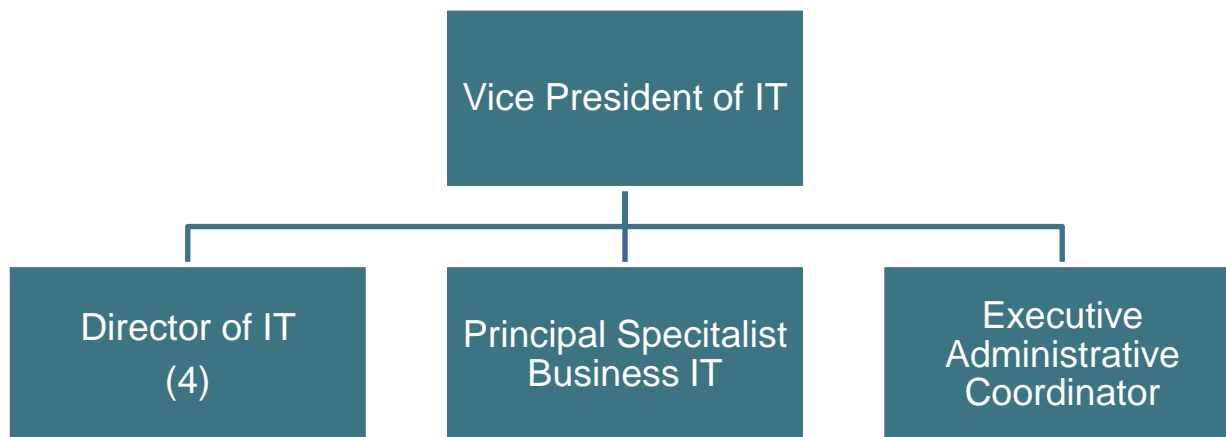 Vice President of IT
Director of IT
(4)
Principal Specitalist
Business IT
Executive
Administrative
Coordinator